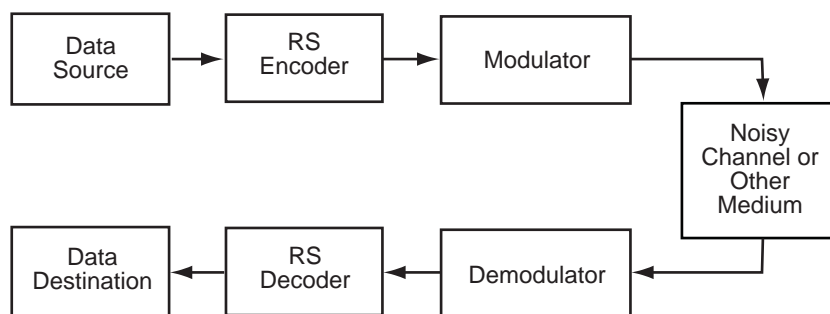 Data
Source
RS
Encoder
Modulator
Noisy
Channel or
Other
Medium
Data
Destination
RS
Decoder
Demodulator